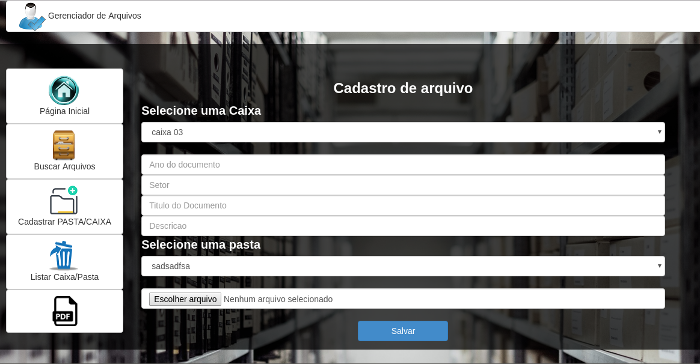 Gerenciador de Arquivos
Página Inicial
Buscar Arquivos
Cadastrar PASTA/CAIXA
Listar Caixa/Pasta
PDF
Cadastro de arquivo
Selecione uma Caixa
caixa 03
Ano do documento
Setor
Titulo do Documento
Descricao
Selecione uma pasta
sadsadfsa
Escolher arquivo Nenhum arquivo selecionado
Salvar